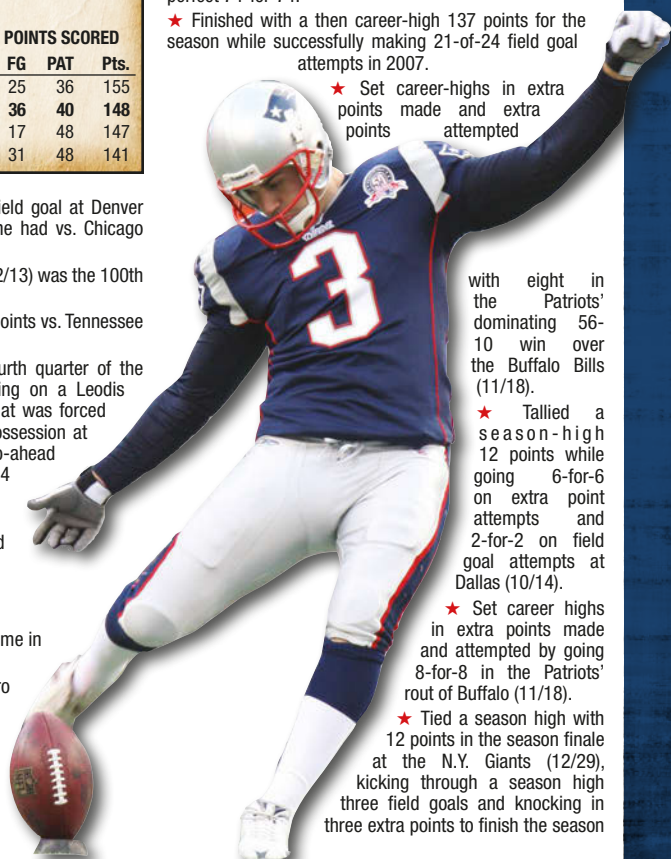 POINTS SCORED
FG PAT Pts.
25 36 155
36 40 148
17 48 147
31 48 141
ield goal at Denver
he had vs. Chicago
2/13) was the 100th
oints vs. Tennessee
urth quarter of the
ing on a Leodis
at was forced
ossession at
o-ahead
4
d
me in
ro
★ Finished with a then career-high 137 points for the
season while successfully making 21-of-24 field goal
attempts in 2007.
★ Set career-highs in extra
points made and extra
points attempted
3
with eight in
the Patriots'
dominating 56-
10 win over
the Buffalo Bills
(11/18).
★ Tallied a
season-high
12 points while
going 6-for-6
on extra point
attempts and
2-for-2 on field
goal attempts at
Dallas (10/14).
★ Set career highs
in extra points made
and attempted by going
8-for-8 in the Patriots'
rout of Buffalo (11/18).
★ Tied a season high with
12 points in the season finale
at the N.Y. Giants (12/29),
kicking through a season high
three field goals and knocking in
three extra points to finish the season